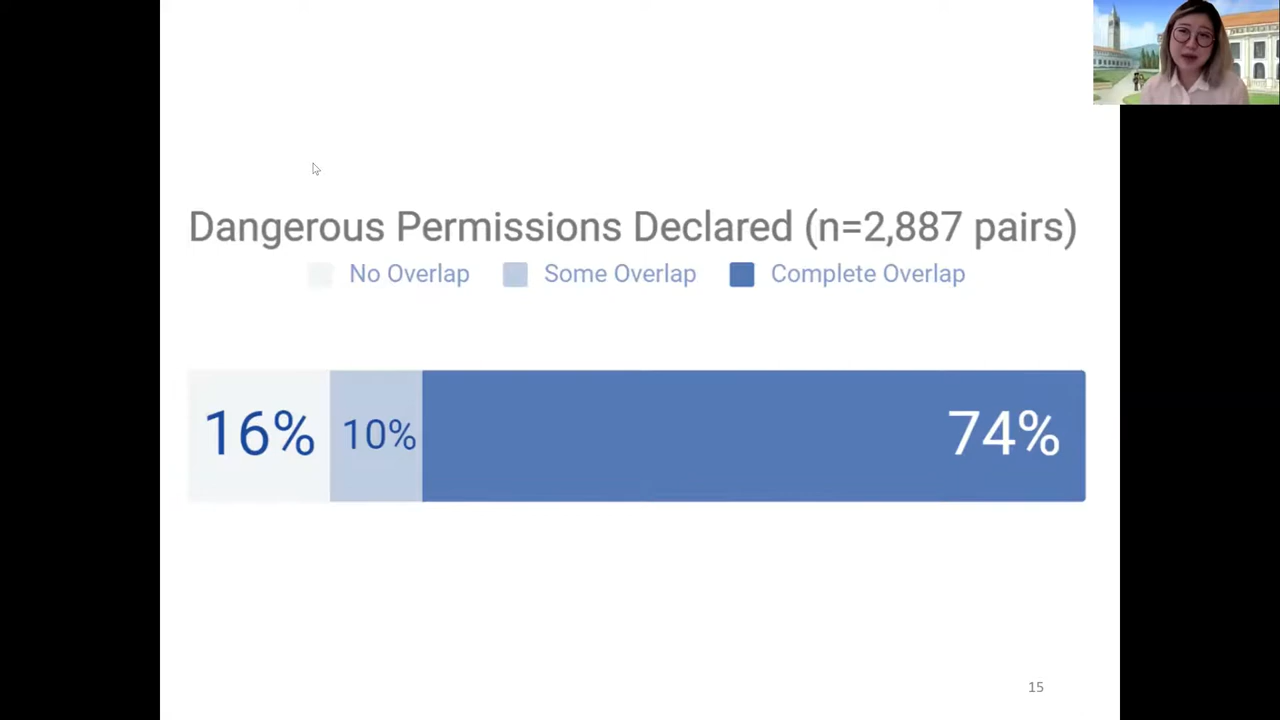 Dangerous Permissions Declared (n=2,887 pairs)
No Overlap Some Overlap Complete Overlap
16% 10% 74%
15